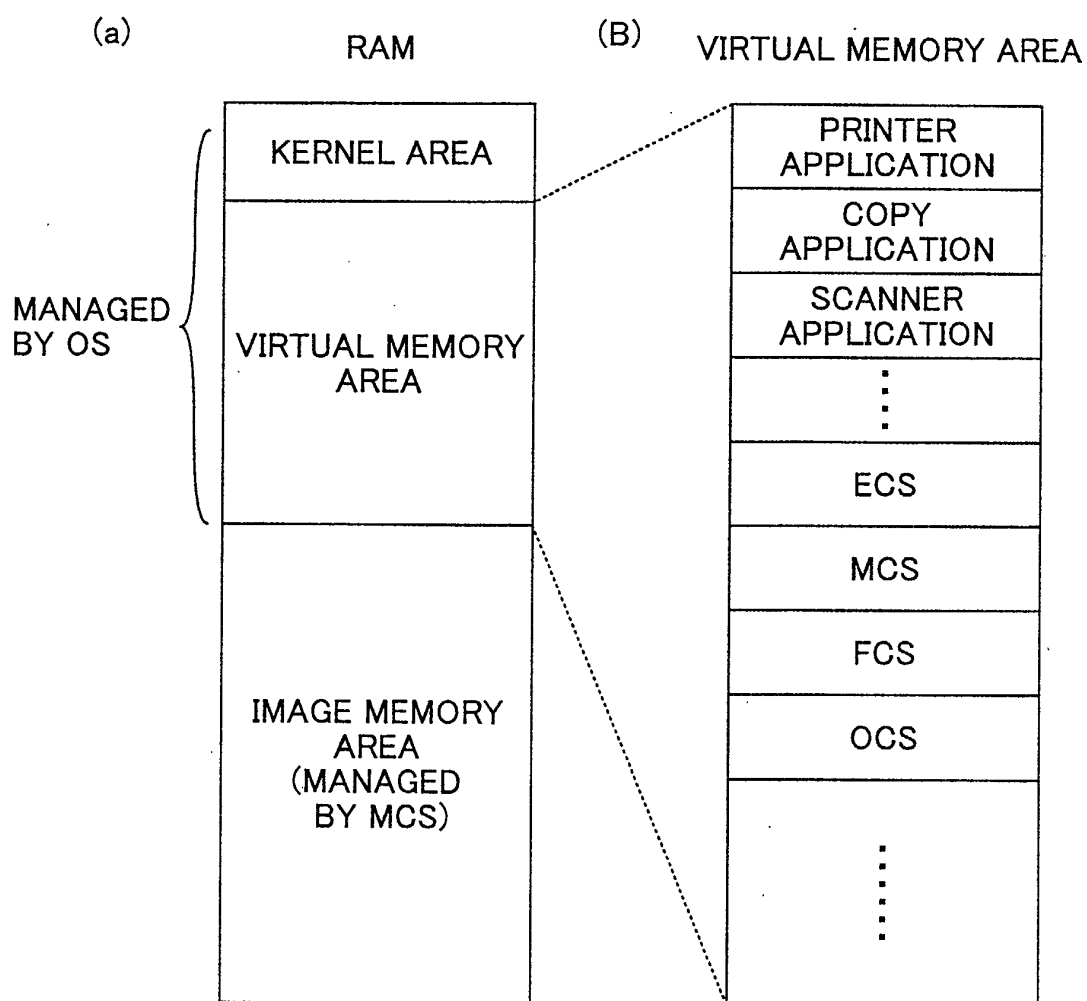 (a)
RAM
KERNEL AREA
MANAGED
BY OS
VIRTUAL MEMORY
AREA
IMAGE MEMORY
AREA
(MANAGED
BY MCS)
(B)
VIRTUAL MEMORY AREA
PRINTER
APPLICATION
COPY
APPLICATION
SCANNER
APPLICATION
ECS
MCS
FCS
OCS